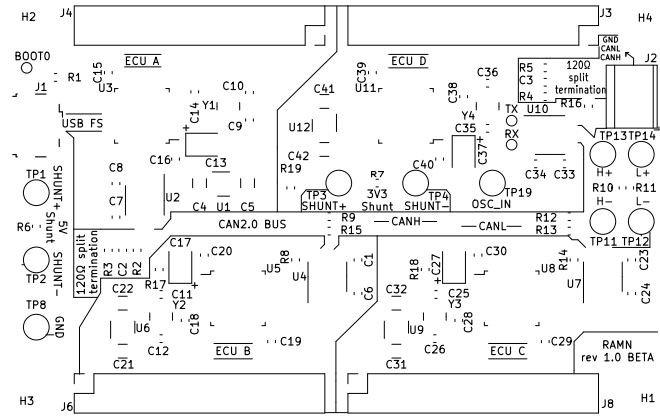 H2
J4
J3
H4
BOOT0
ECU A
ECU D
GND
CANL
CANH
J2
R1
C15
U3
C10
C14
Y1
C9
C39
U11
C36
C38
Y4
C35
C37
C41
U12
C42
R5
C3
R4
120Ω
split
termination
R16
TX
RX
U10
J1
USB FS
TP13
TP14
H+
L+
TP1
SHUNT+
C8
C7
C16
U2
C13
C4
U1
C5
R19
TP3
SHUNT+
R7
3V3
Shunt
C40
TP4
SHUNT-
TP19
OSC_IN
C34
C33
R10
R11
R6
5V
Shunt
CAN2.0 BUS
R9
R15
CANH
CANL
R12
R13
H-
L-
TP11
TP12
TP2
SHUNT-
120Ω split
termination
R3
C2
R2
C17
C20
R17
C11
U5
R8
U4
C1
C6
R18
C27
C30
C25
U8
R14
U7
C23
C24
TP8
GND
C22
U6
Y2
C18
C12
C21
C19
ECU B
C32
U9
Y3
C28
C26
C31
C29
ECU C
RAMN
rev 1.0 BETA
H3
J6
J8
H1